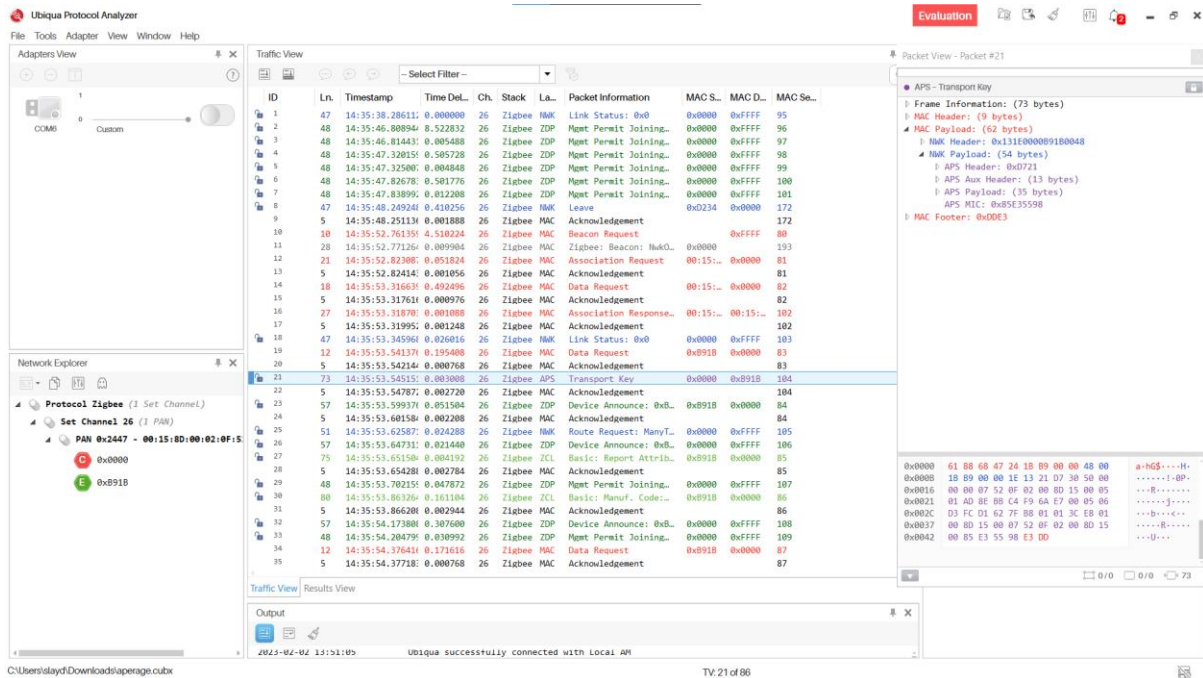 Ubiqua Protocol Analyzer
Evaluation
2
File Tools Adapter View Window Help
Adapters View
1
0
COM6
Custom
Network Explorer
Protocol Zigbee (1 Set Channel)
Set Channel 26 (1 PAN)
PAN 0x2447 - 00:15:8D:00:02:0F:5
C 0x0000
E 0xB91B
Traffic View
-- Select Filter --
ID Ln. Timestamp Time Del... Ch. Stack La... Packet Information MAC S... MAC D... MAC Se...
1 47 14:35:38.28611 0.000000 26 Zigbee NWK Link Status: 0x0 0x0000 0xFFFF 95
2 48 14:35:46.80894 8.522832 26 Zigbee ZDP Mgmt Permit Joining… 0x0000 0xFFFF 96
3 48 14:35:46.81443 0.005488 26 Zigbee ZDP Mgmt Permit Joining… 0x0000 0xFFFF 97
4 48 14:35:47.32015 0.505728 26 Zigbee ZDP Mgmt Permit Joining… 0x0000 0xFFFF 98
5 48 14:35:47.32500 0.004848 26 Zigbee ZDP Mgmt Permit Joining… 0x0000 0xFFFF 99
6 48 14:35:47.82678 0.501776 26 Zigbee ZDP Mgmt Permit Joining… 0x0000 0xFFFF 100
7 48 14:35:47.83899 0.012208 26 Zigbee ZDP Mgmt Permit Joining… 0x0000 0xFFFF 101
8 47 14:35:48.24924 0.410256 26 Zigbee NWK Leave 0xD234 0x0000 172
9 5 14:35:48.25113 0.001888 26 Zigbee MAC Acknowledgement 172
10 10 14:35:52.76135 4.510224 26 Zigbee MAC Beacon Request 0xFFFF 80
11 28 14:35:52.77126 0.009904 26 Zigbee MAC Zigbee: Beacon: NwkO… 0x0000 193
12 21 14:35:52.82308 0.051824 26 Zigbee MAC Association Request 00:15:… 0x0000 81
13 5 14:35:52.82414 0.001056 26 Zigbee MAC Acknowledgement 81
14 18 14:35:53.31663 0.492496 26 Zigbee MAC Data Request 00:15:… 0x0000 82
15 5 14:35:53.31761 0.000976 26 Zigbee MAC Acknowledgement 82
16 27 14:35:53.31870 0.001088 26 Zigbee MAC Association Response… 00:15:… 00:15:… 102
17 5 14:35:53.31995 0.001248 26 Zigbee MAC Acknowledgement 102
18 47 14:35:53.34596 0.026016 26 Zigbee NWK Link Status: 0x0 0x0000 0xFFFF 103
19 12 14:35:53.54137 0.195408 26 Zigbee MAC Data Request 0xB91B 0x0000 83
20 5 14:35:53.54214 0.000768 26 Zigbee MAC Acknowledgement 83
21 73 14:35:53.54515 0.003008 26 Zigbee APS Transport Key 0x0000 0xB91B 104
22 5 14:35:53.54787 0.002720 26 Zigbee MAC Acknowledgement 104
23 57 14:35:53.59937 0.051504 26 Zigbee ZDP Device Announce: 0xB… 0xB91B 0x0000 84
24 5 14:35:53.60158 0.002208 26 Zigbee MAC Acknowledgement 84
25 51 14:35:53.62587 0.024288 26 Zigbee NWK Route Request: ManyT… 0x0000 0xFFFF 105
26 57 14:35:53.64731 0.021440 26 Zigbee ZDP Device Announce: 0xB… 0x0000 0xFFFF 106
27 75 14:35:53.65150 0.004192 26 Zigbee ZCL Basic: Report Attrib… 0xB91B 0x0000 85
28 5 14:35:53.65428 0.002784 26 Zigbee MAC Acknowledgement 85
29 48 14:35:53.70215 0.047872 26 Zigbee ZDP Mgmt Permit Joining… 0x0000 0xFFFF 107
30 80 14:35:53.86326 0.161104 26 Zigbee ZCL Basic: Manuf. Code:… 0xB91B 0x0000 86
31 5 14:35:53.86620 0.002944 26 Zigbee MAC Acknowledgement 86
32 57 14:35:54.17380 0.307600 26 Zigbee ZDP Device Announce: 0xB… 0x0000 0xFFFF 108
33 48 14:35:54.20479 0.030992 26 Zigbee ZDP Mgmt Permit Joining… 0x0000 0xFFFF 109
34 12 14:35:54.37641 0.171616 26 Zigbee MAC Data Request 0xB91B 0x0000 87
35 5 14:35:54.37718 0.000768 26 Zigbee MAC Acknowledgement 87
Traffic View Results View
Output
2023-02-02 13:51:05 Ubiqua successfully connected with Local AM
Packet View - Packet #21
APS - Transport Key
Frame Information: (73 bytes)
MAC Header: (9 bytes)
MAC Payload: (62 bytes)
NWK Header: 0x131E0000B91B0048
NWK Payload: (54 bytes)
APS Header: 0xD721
APS Aux Header: (13 bytes)
APS Payload: (35 bytes)
APS MIC: 0x85E35598
MAC Footer: 0xDDE3
0x0000 61 88 68 47 24 1B B9 00 00 48 00 a·hG$····H·
0x000B 1B B9 00 00 1E 13 21 D7 30 50 00 ······!·0P·
0x0016 00 00 07 52 0F 02 00 8D 15 00 05 ···R·······
0x0021 01 AD 8E BB C4 F9 6A E7 00 05 06 ······j····
0x002C D3 FC D1 62 7F B8 01 01 3C E8 01 ···b····<··
0x0037 00 8D 15 00 07 52 0F 02 00 8D 15 ·····R·····
0x0042 00 85 E3 55 98 E3 DD ···U···
0/0 0/0 73
C:\Users\slayd\Downloads\aperage.cubx
TV: 21 of 86